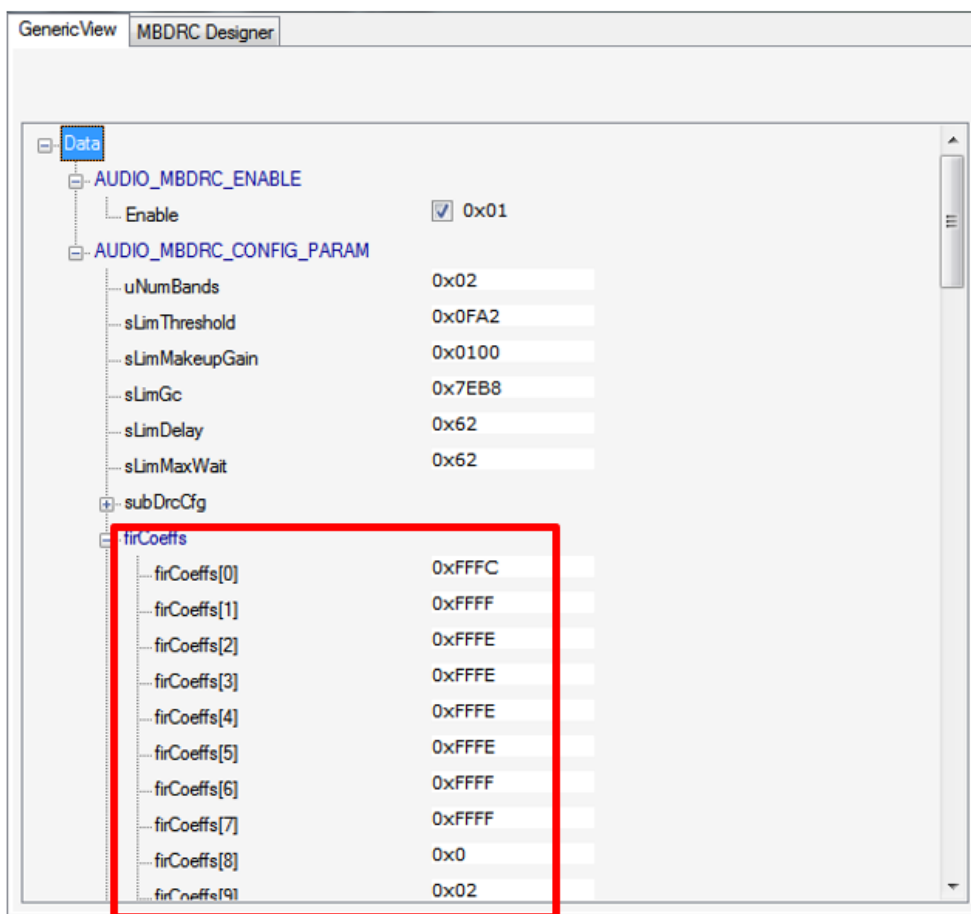 GenericView MBDRC Designer
Data
AUDIO_MBDRC_ENABLE
Enable 0x01
AUDIO_MBDRC_CONFIG_PARAM
uNumBands 0x02
sLimThreshold 0x0FA2
sLimMakeupGain 0x0100
sLimGc 0x7EB8
sLimDelay 0x62
sLimMaxWait 0x62
subDrcCfg
firCoeffs
firCoeffs[0] 0xFFFC
firCoeffs[1] 0xFFFF
firCoeffs[2] 0xFFFE
firCoeffs[3] 0xFFFE
firCoeffs[4] 0xFFFE
firCoeffs[5] 0xFFFE
firCoeffs[6] 0xFFFF
firCoeffs[7] 0xFFFF
firCoeffs[8] 0x0
firCoeffs[9] 0x02